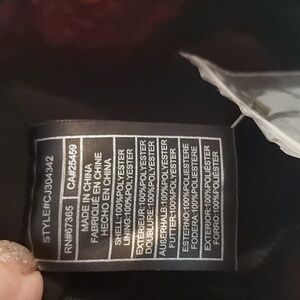 STYLE#CJ304342
RN#67365 CA#25459
MADE IN CHINA
FABRIQUÉ EN CHINE
HECHO EN CHINA
SHELL:100%POLYESTER
LINING:100%POLYESTER
EXTÉRIEUR:100%POLYESTER
DOUBLURE:100%POLYESTER
AUßERHALB:100%POLYESTER
FUTTER:100%POLYESTER
ESTERNO:100%POLIESTERE
FODERA:100%POLIESTERE
EXTERIOR:100%POLIÉSTER
FORRO:100%POLIÉSTER